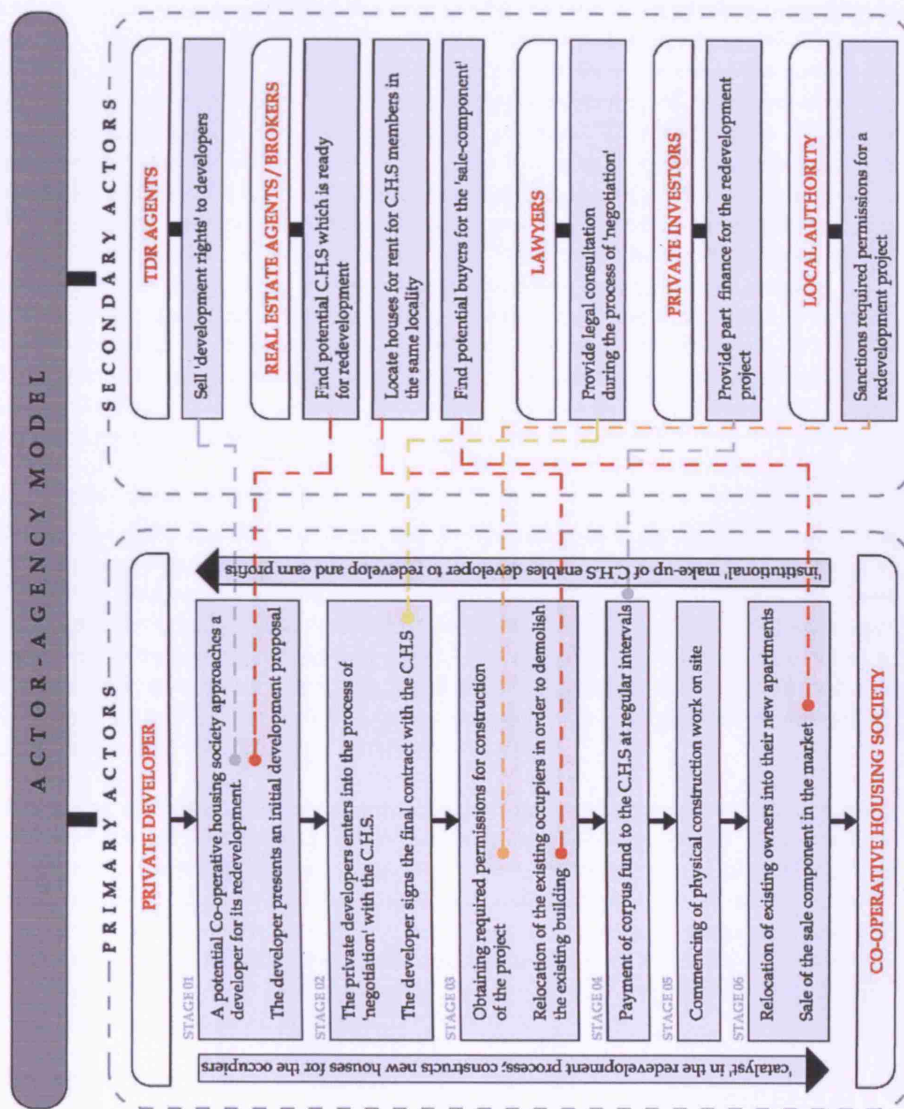 ACTOR-AGENCY MODEL
PRIMARY ACTORS
PRIVATE DEVELOPER
STAGE 01
A potential Co-operative housing society approaches a
developer for its redevelopment.
The developer presents an initial development proposal
STAGE 02
The private developers enters into the process of
'negotiation' with the C.H.S.
The developer signs the final contract with the C.H.S
STAGE 03
Obtaining required permissions for construction
of the project
Relocation of the existing occupiers in order to demolish
the existing building
STAGE 04
Payment of corpus fund to the C.H.S at regular intervals
STAGE 05
Commencing of physical construction work on site
STAGE 06
Relocation of existing owners into their new apartments
Sale of the sale component in the market
CO-OPERATIVE HOUSING SOCIETY
'catalyst' in the redevelopment process; constructs new houses for the occupiers
'institutional' make-up of C.H.S enables developer to redevelop and earn profits
SECONDARY ACTORS
TDR AGENTS
Sell 'development rights' to developers
REAL ESTATE AGENTS/ BROKERS
Find potential C.H.S which is ready
for redevelopment
Locate houses for rent for C.H.S members in
the same locality
Find potential buyers for the 'sale-component'
LAWYERS
Provide legal consultation
during the process of 'negotiation'
PRIVATE INVESTORS
Provide part finance for the redevelopment
project
LOCAL AUTHORITY
Sanctions required permissions for a
redevelopment project